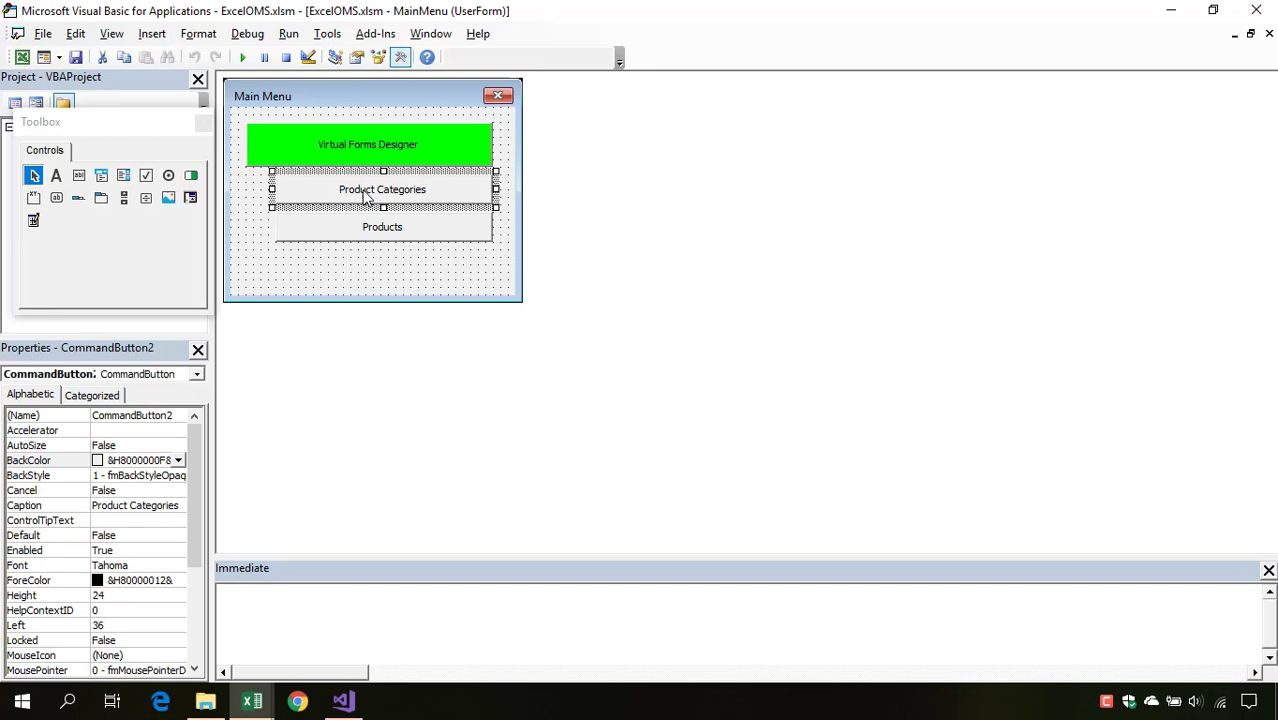 Microsoft Visual Basic for Applications - ExcelOMS.xlsm - [ExcelOMS.xlsm - MainMenu (UserForm)]
File Edit View Insert Format Debug Run Tools Add-Ins Window Help
Project - VBAProject
Toolbox
Controls
Main Menu
Virtual Forms Designer
Product Categories
Products
Properties - CommandButton2
CommandButton2 CommandButton
Alphabetic Categorized
(Name) CommandButton2
Accelerator
AutoSize False
BackColor &H8000000F&
BackStyle 1 - fmBackStyleOpaq
Cancel False
Caption Product Categories
ControlTipText
Default False
Enabled True
Font Tahoma
ForeColor &H80000012&
Height 24
HelpContextID 0
Left 36
Locked False
MouseIcon (None)
MousePointer 0 - fmMousePointerD
Immediate